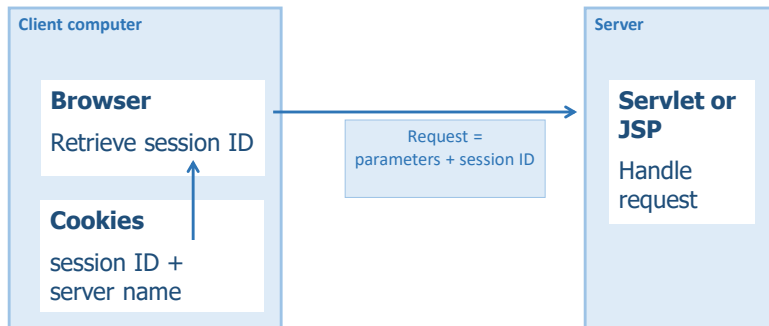 Client computer
Browser
Retrieve session ID
Cookies
session ID +
server name
Request =
parameters + session ID
Server
Servlet or
JSP
Handle
request